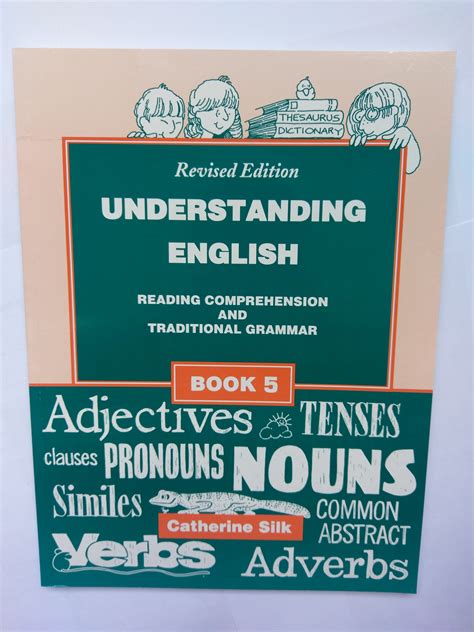 THESAURUS
DICTIONARY
Revised Edition
UNDERSTANDING
ENGLISH
READING COMPREHENSION
AND
TRADITIONAL GRAMMAR
BOOK 5
Adjectives TENSES
clauses PRONOUNS NOUNS
Similes COMMON
ABSTRACT
Catherine Silk
Verbs Adverbs